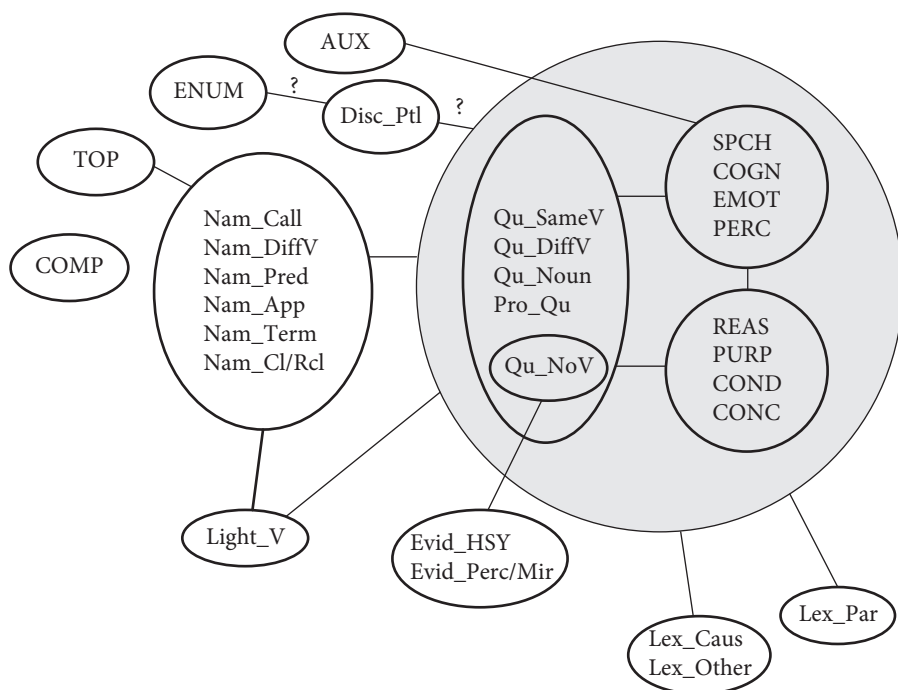 AUX
ENUM
?
Disc_Ptl
?
TOP
COMP
Nam_Call
Nam_DiffV
Nam_Pred
Nam_App
Nam_Term
Nam_Cl/Rcl
Qu_SameV
Qu_DiffV
Qu_Noun
Pro_Qu
Qu_NoV
SPCH
COGN
EMOT
PERC
REAS
PURP
COND
CONC
Light_V
Evid_HSY
Evid_Perc/Mir
Lex_Caus
Lex_Other
Lex_Par